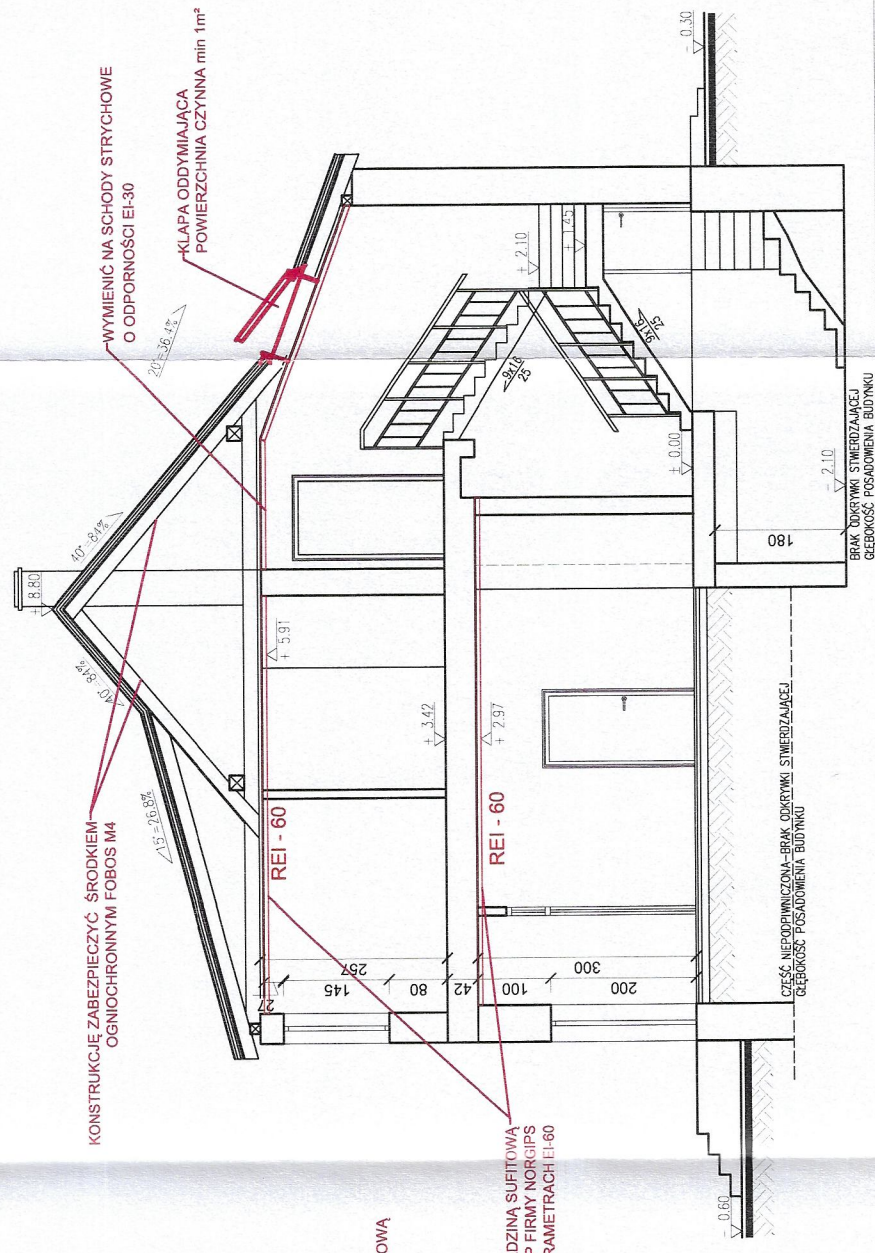 KONSTRUKCJĘ ZABEZPIECZYĆ ŚRODKIEM
OGNIOCHRONNYM FOBOS M4
WYMIENIĆ NA SCHODY STRYCHOWE
O ODPORNOŚCI EI-30
KLAPA ODDYMIAJĄCA
POWIERZCHNIA CZYNNA min 1m²
+ 8.80
40°=84%
40°=84%
15°=26.8%
20°=36.4%
+ 5.91
REI - 60
27
257
145
80
+ 3.42
42
+ 2.97
REI - 60
300
100
200
+ 2.10
+ 1.45
9x16
25
9x16
25
± 0.00
- 0.30
- 0.60
180
- 2.10
BRAK ODKRYWKI STWIERDZAJĄCEJ
GŁĘBOKOŚĆ POSADOWIENIA BUDYNKU
CZĘŚĆ NIEPODPIWNICZONA-BRAK ODKRYWKI STWIERDZAJĄCEJ
GŁĘBOKOŚĆ POSADOWIENIA BUDYNKU
OWĄ
DZINĄ SUFITOWĄ
P FIRMY NORGIPS
RAMETRACH EI-60